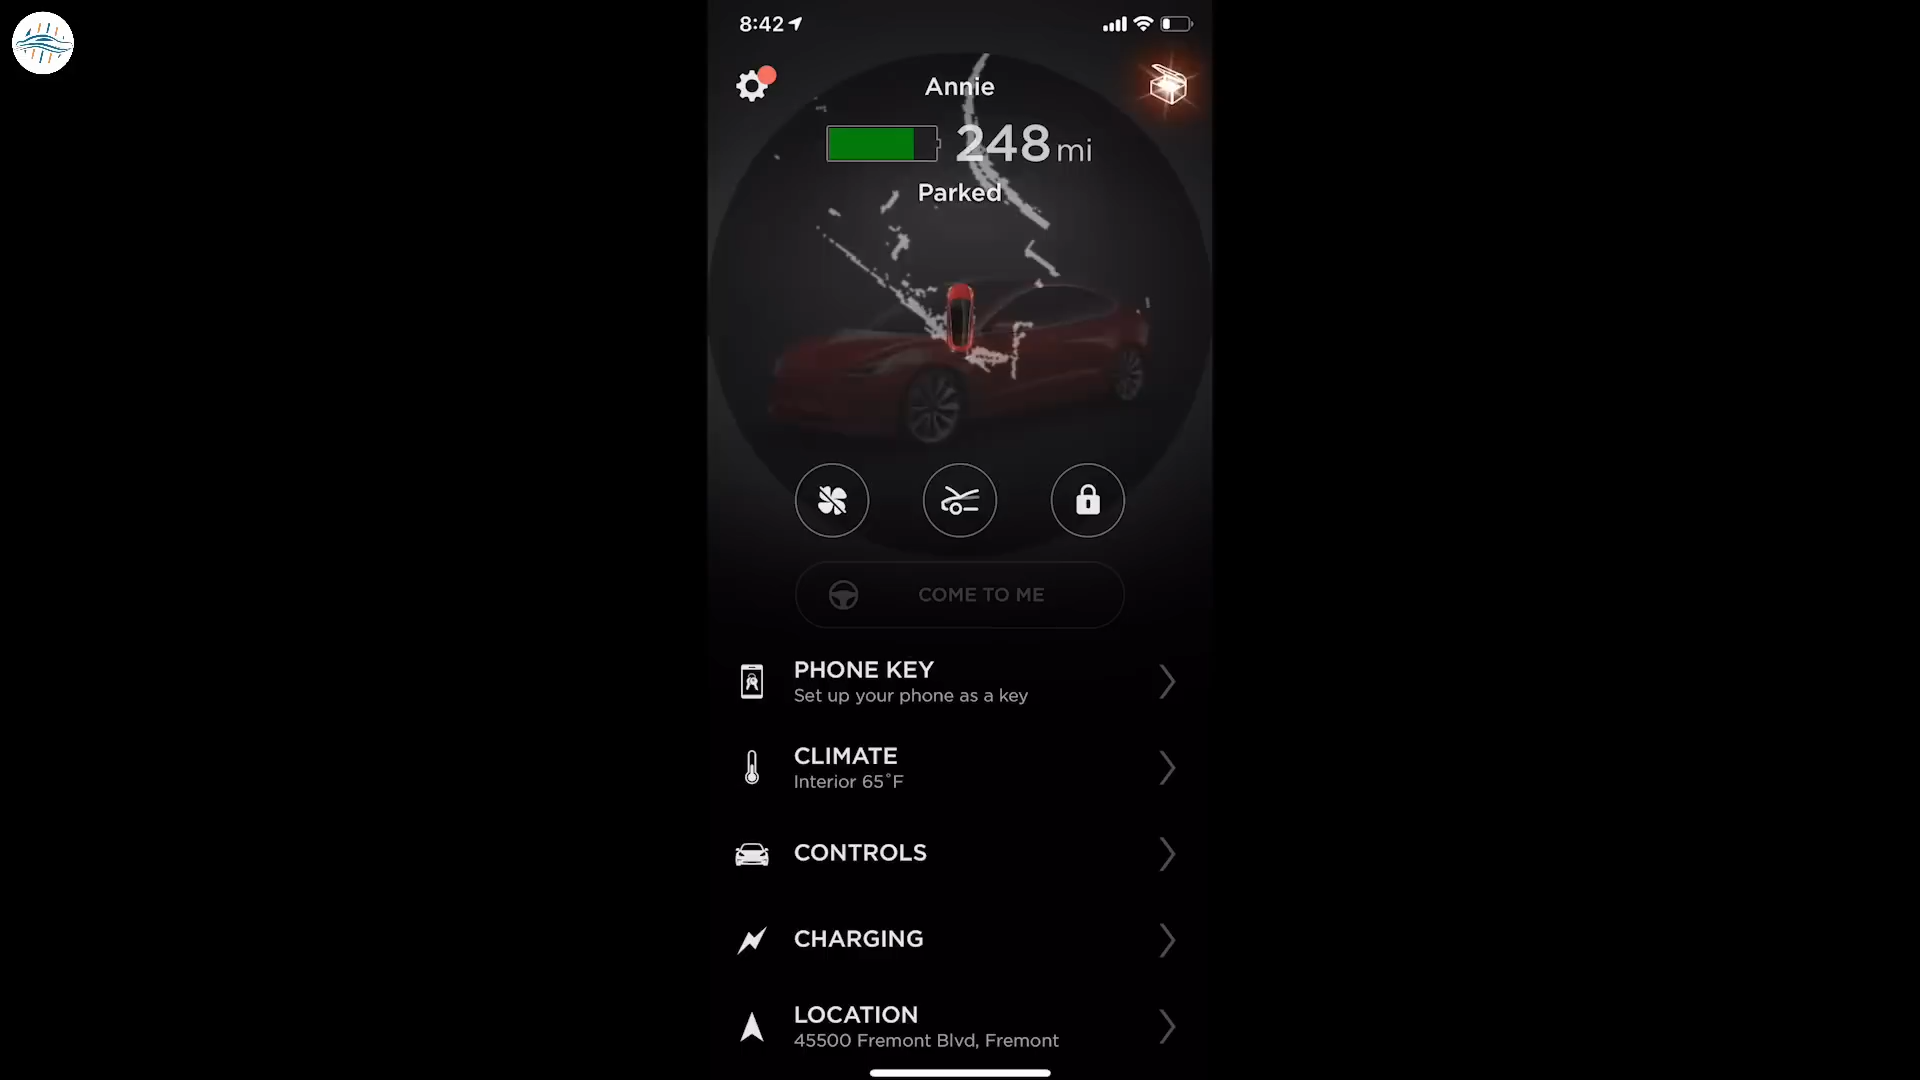 8:42
Annie
248 mi
Parked
COME TO ME
PHONE KEY
Set up your phone as a key
CLIMATE
Interior 65°F
CONTROLS
CHARGING
LOCATION
45500 Fremont Blvd, Fremont